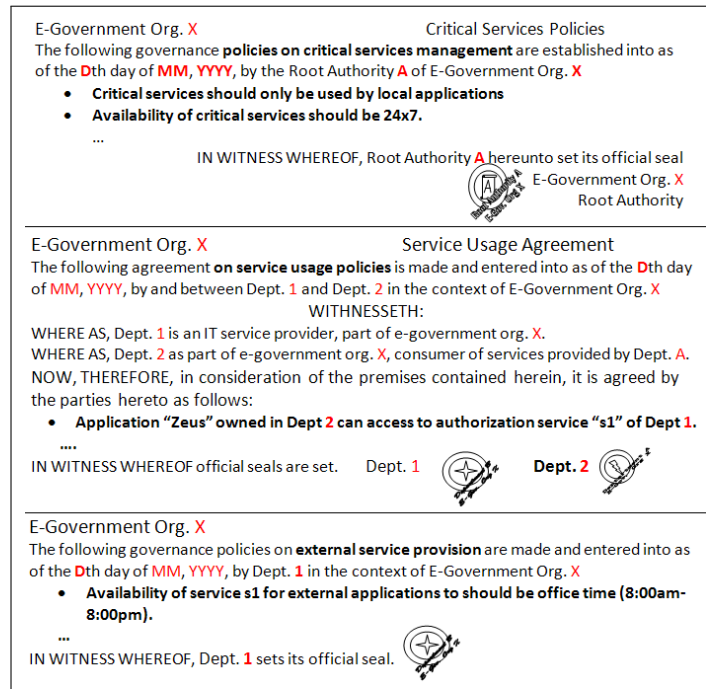 E-Government Org. X Critical Services Policies
The following governance policies on critical services management are established into as
of the Dth day of MM, YYYY, by the Root Authority A of E-Government Org. X
• Critical services should only be used by local applications
• Availability of critical services should be 24x7.
...
IN WITNESS WHEREOF, Root Authority A hereunto set its official seal
A
E-Government Org. X
Root Authority
E-Government Org. X Service Usage Agreement
The following agreement on service usage policies is made and entered into as of the Dth day
of MM, YYYY, by and between Dept. 1 and Dept. 2 in the context of E-Government Org. X
WITHNESSETH:
WHERE AS, Dept. 1 is an IT service provider, part of e-government org. X.
WHERE AS, Dept. 2 as part of e-government org. X, consumer of services provided by Dept. A.
NOW, THEREFORE, in consideration of the premises contained herein, it is agreed by
the parties hereto as follows:
• Application “Zeus” owned in Dept 2 can access to authorization service “s1” of Dept 1.
....
IN WITNESS WHEREOF official seals are set. Dept. 1 Dept. 2
E-Government Org. X
The following governance policies on external service provision are made and entered into as
of the Dth day of MM, YYYY, by Dept. 1 in the context of E-Government Org. X
• Availability of service s1 for external applications to should be office time (8:00am-
8:00pm).
...
IN WITNESS WHEREOF, Dept. 1 sets its official seal.